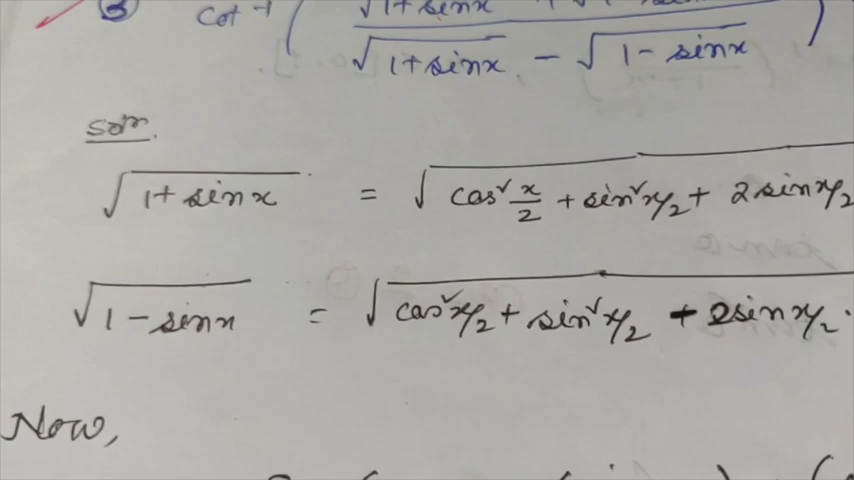 3 cot⁻¹ ( √1+sinx
√1+sinx - √1-sinx )
Soln.
√1+sinx = √cos²x/2 + sin²x/2 + 2sinx/2
√1-sinx = √cos²x/2 + sin²x/2 - 2sinx/2.
Now,